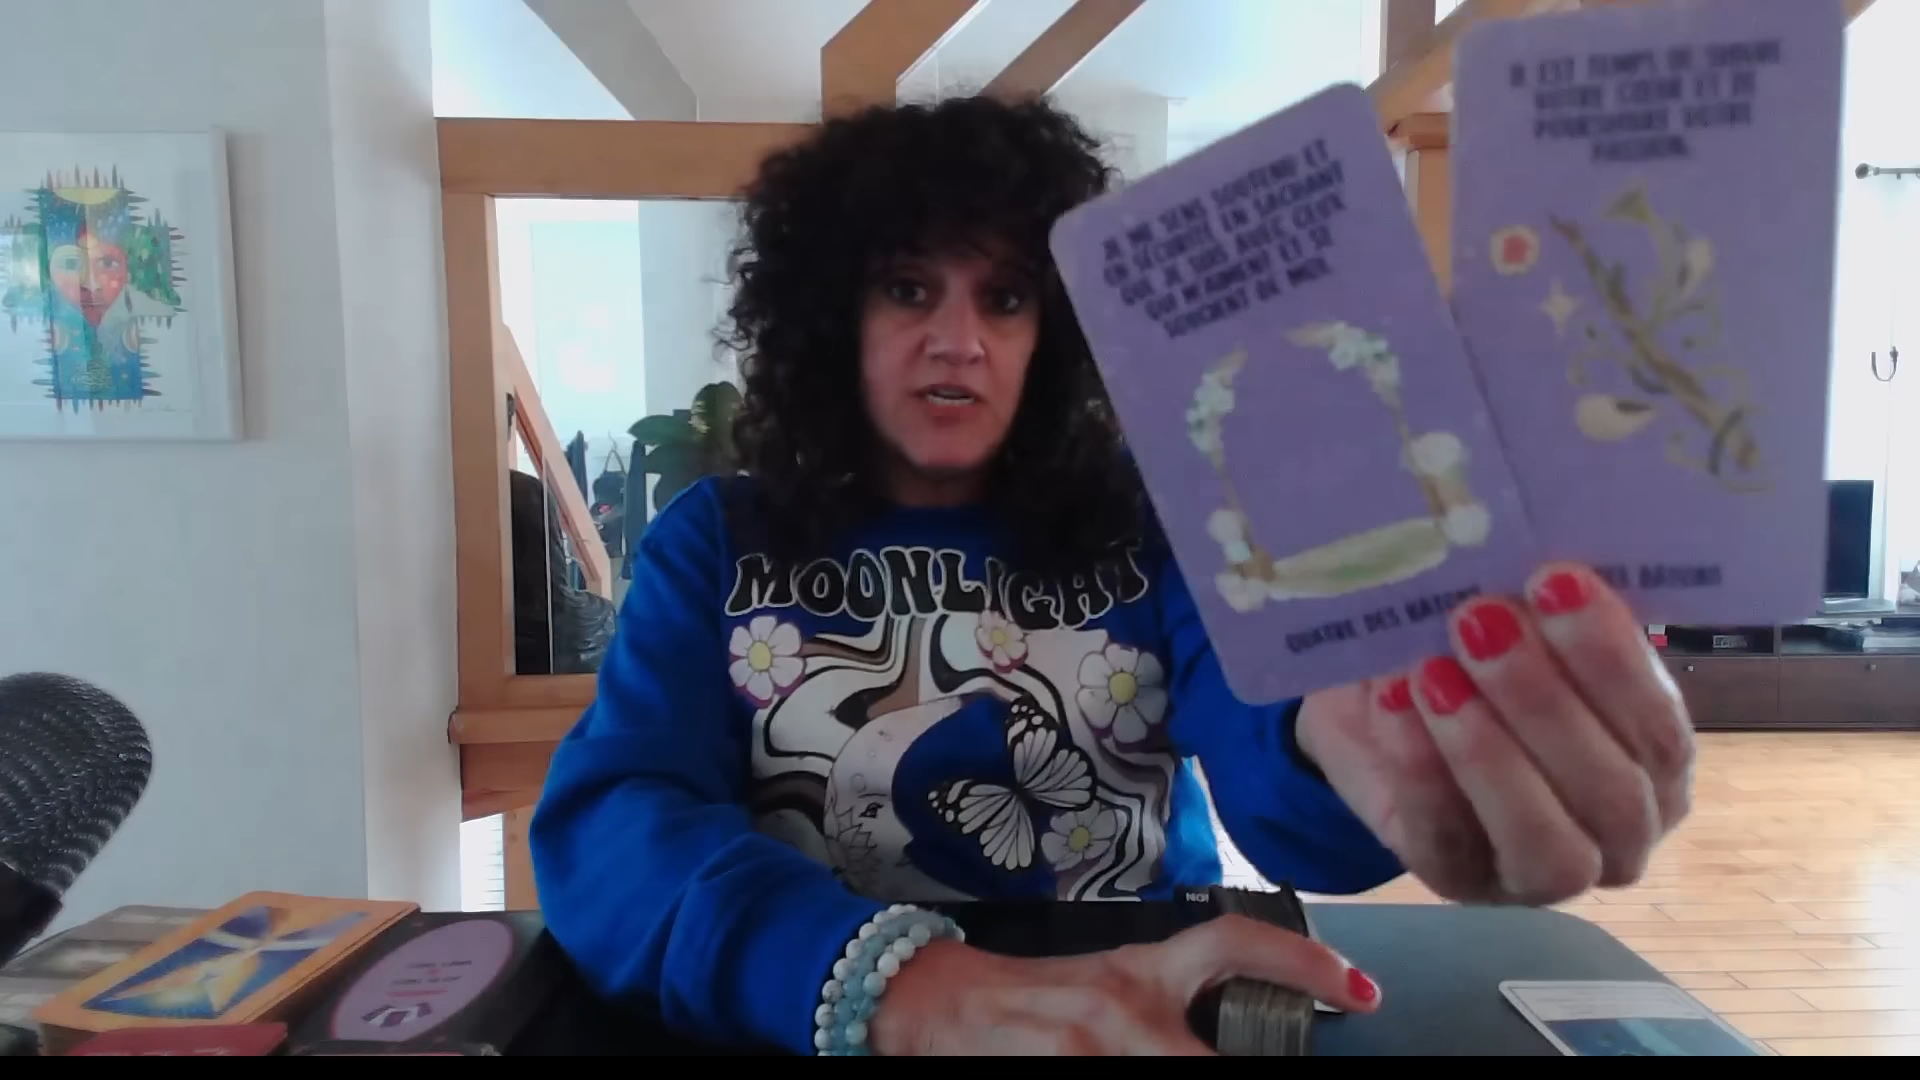 JE ME SENS SOUTENU ET
EN SÉCURITÉ EN SACHANT
QUE JE SUIS AVEC CEUX
QUI M'AIMENT ET SE
SOUCIENT DE MOI.
QUATRE DES BÂTONS
IL EST TEMPS DE SUIVRE
VOTRE CŒUR ET DE
POURSUIVRE VOTRE
PASSION.
DES BÂTONS
MOONLIGHT